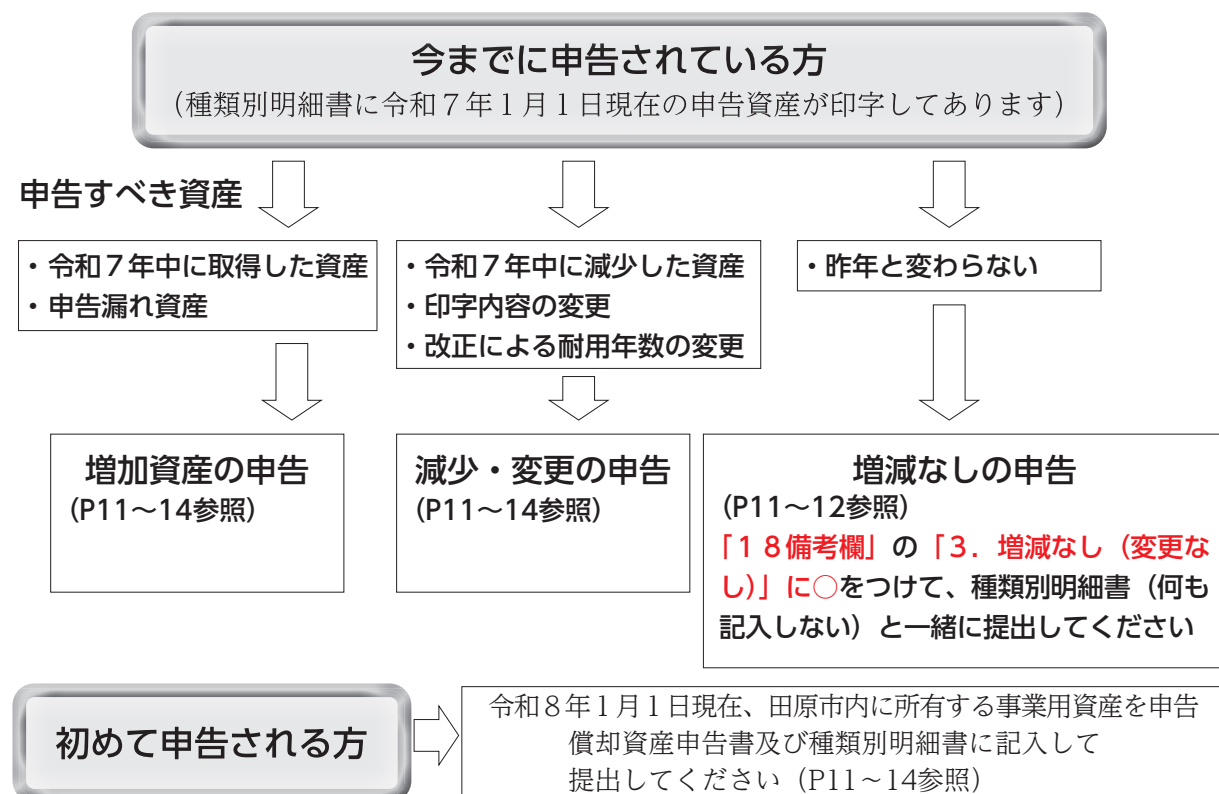 今までに申告されている方
(種類別明細書に令和７年１月１日現在の申告資産が印字してあります)
申告すべき資産
・令和７年中に取得した資産
・申告漏れ資産
・令和７年中に減少した資産
・印字内容の変更
・改正による耐用年数の変更
・昨年と変わらない
増加資産の申告
(P11～14参照)
減少・変更の申告
(P11～14参照)
増減なしの申告
(P11～12参照)
「１８備考欄」の「３．増減なし（変更な
し）」に○をつけて、種類別明細書（何も
記入しない）と一緒に提出してください
初めて申告される方
令和８年１月１日現在、田原市内に所有する事業用資産を申告
償却資産申告書及び種類別明細書に記入して
提出してください（P11～14参照）